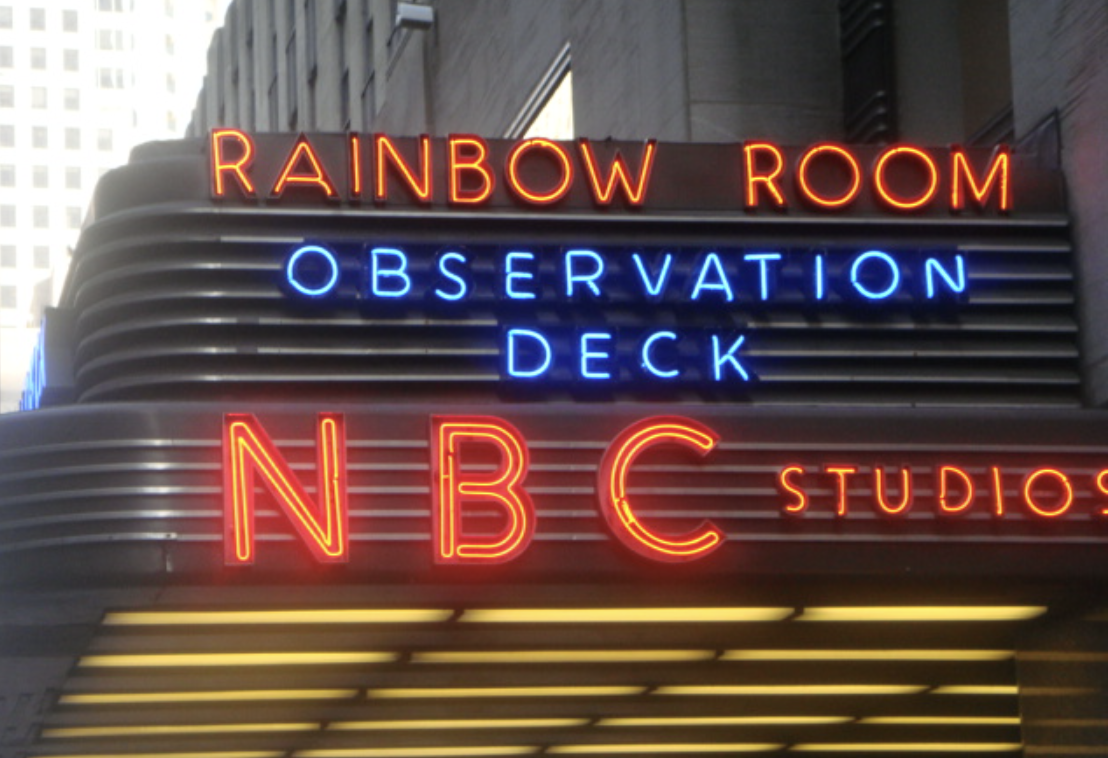 RAINBOW ROOM
OBSERVATION
DECK
NBC STUDIOS